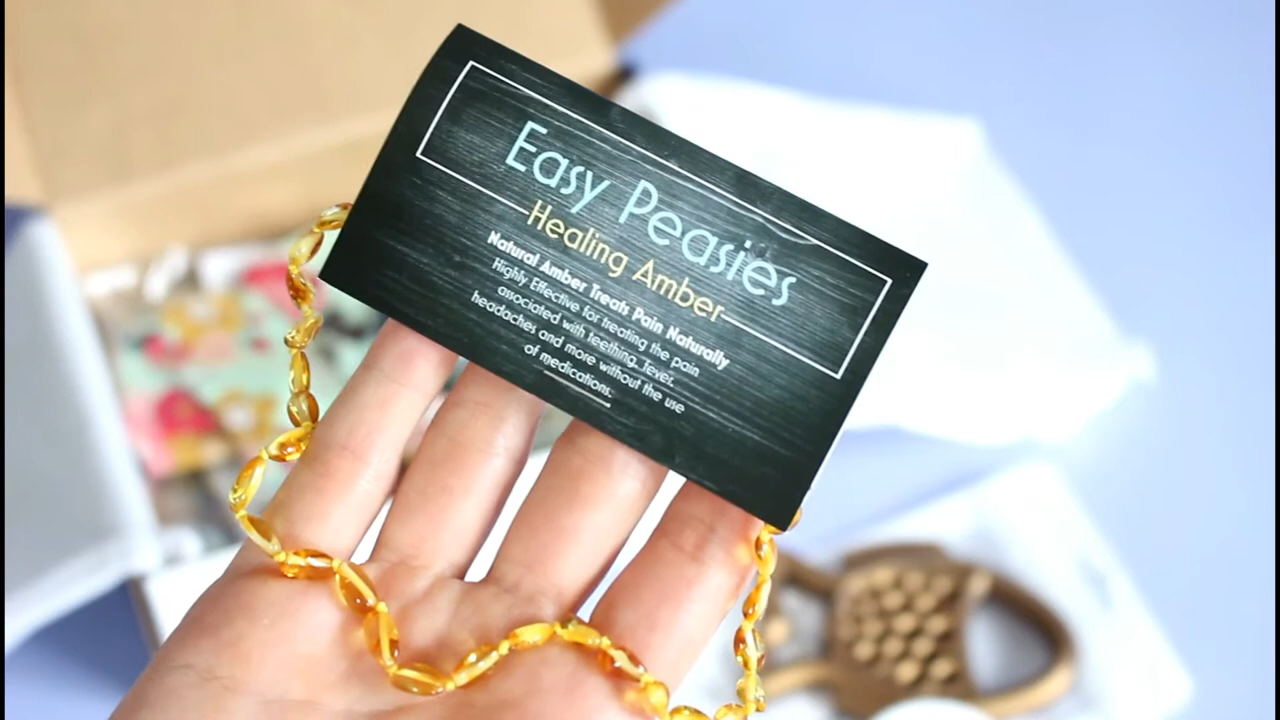 Easy Peasies
Healing Amber
Natural Amber Treats Pain Naturally
Highly Effective for treating the pain
associated with teething, fever,
headaches and more without the use
of medications.